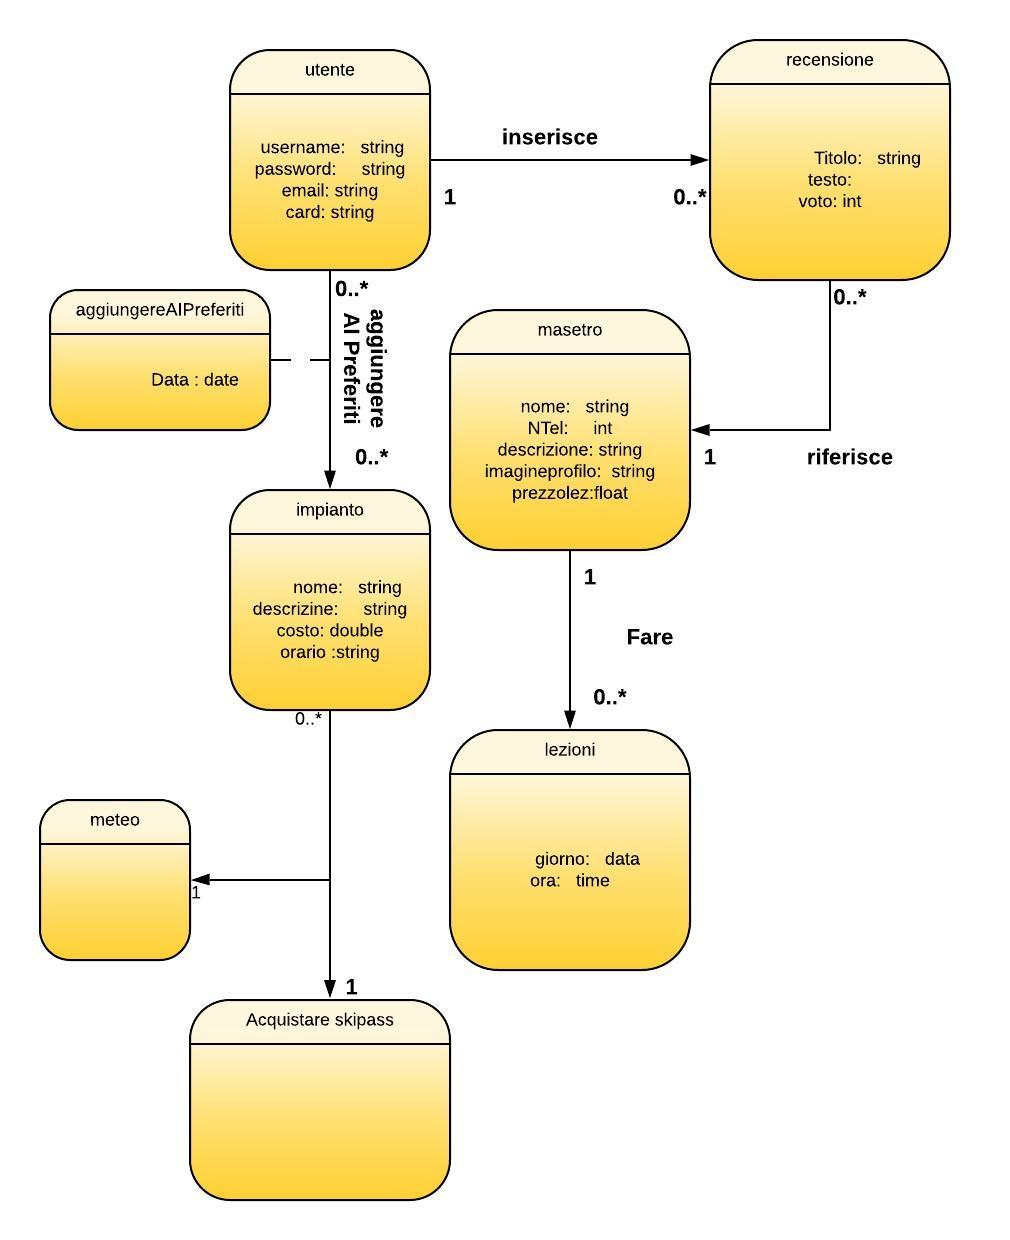 utente
username: string
password: string
email: string
card: string
inserisce
1
0..*
recensione
Titolo: string
testo:
voto: int
0..*
riferisce
1
0..*
aggiungere
AI Preferiti
0..*
aggiungereAIPreferiti
Data : date
masetro
nome: string
NTel: int
descrizione: string
imagineprofilo: string
prezzolez:float
1
Fare
0..*
impianto
nome: string
descrizine: string
costo: double
orario :string
0..*
lezioni
giorno: data
ora: time
meteo
1
1
Acquistare skipass